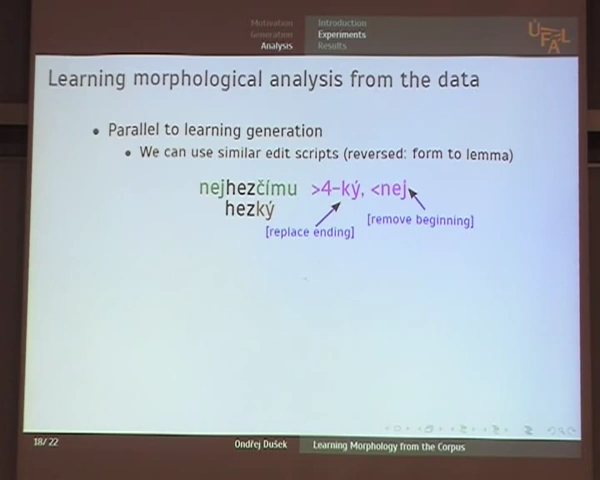 Motivation
Generation
Analysis
Introduction
Experiments
Results
ÚFAL
Learning morphological analysis from the data
• Parallel to learning generation
• We can use similar edit scripts (reversed: form to lemma)
nejhezčímu >4-ký, <nej
hezký
[replace ending]
[remove beginning]
18/ 22
Ondřej Dušek
Learning Morphology from the Corpus